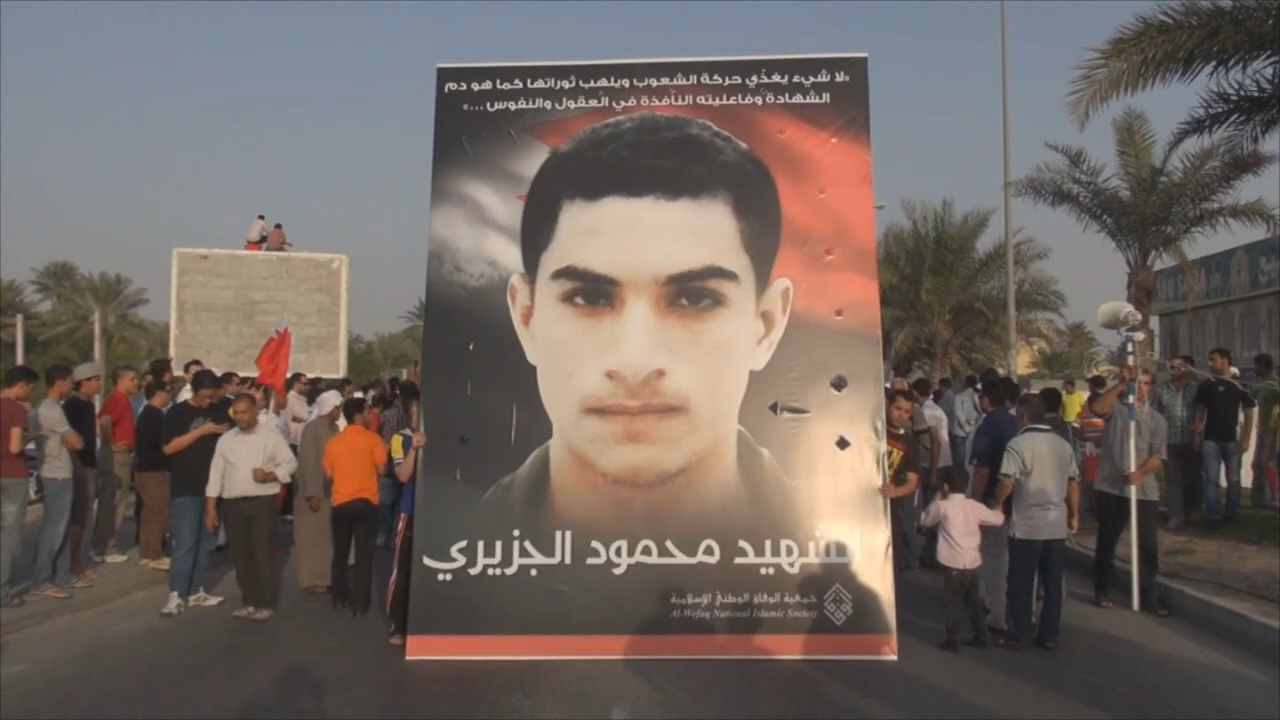 «لا شيء يغذّي حركة الشعوب ويلهب ثوراتها كما هو دم
الشهادة وفاعليته النافذة في العقول والنفوس ...»
الشهيد محمود الجزيري
جمعية الوفاق الوطني الإسلامية
Al-Wefaq National Islamic Society